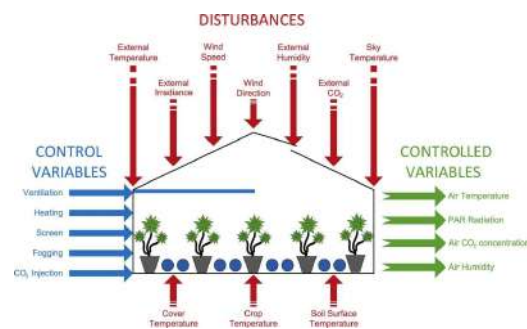 DISTURBANCES
External
Temperature
Wind
Speed
External
Humidity
Sky
Temperature
External
Irradiance
Wind
Direction
External
CO₂
CONTROL
VARIABLES
CONTROLLED
VARIABLES
Ventilation
Heating
Screen
Fogging
CO₂ Injection
Air Temperature
PAR Radiation
Air CO₂ concentration
Air Humidity
Cover
Temperature
Crop
Temperature
Soil Surface
Temperature